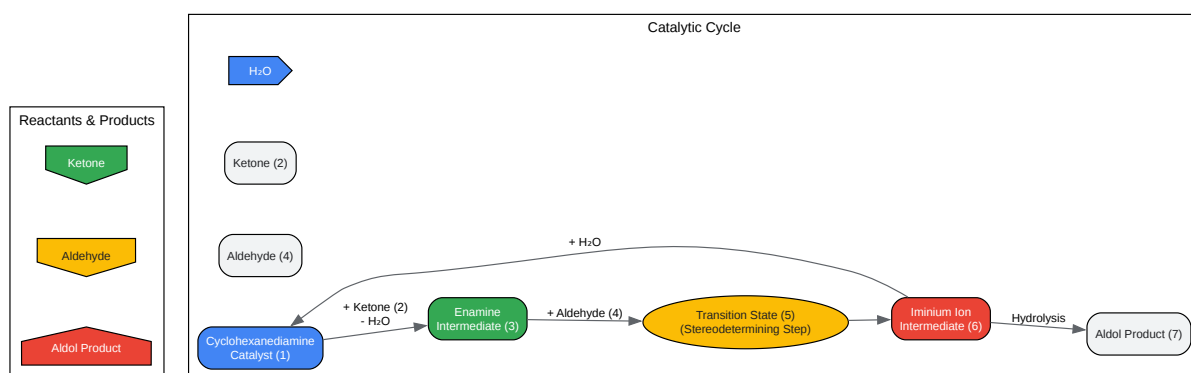 Catalytic Cycle
H₂O
Reactants & Products
Ketone
Ketone (2)
Aldehyde
Aldehyde (4)
+ H₂O
+ Ketone (2)
- H₂O
Enamine
Intermediate (3)
+ Aldehyde (4)
Transition State (5)
(Stereodetermining Step)
Iminium Ion
Intermediate (6)
Hydrolysis
Aldol Product (7)
Cyclohexanediamine
Catalyst (1)
Aldol Product